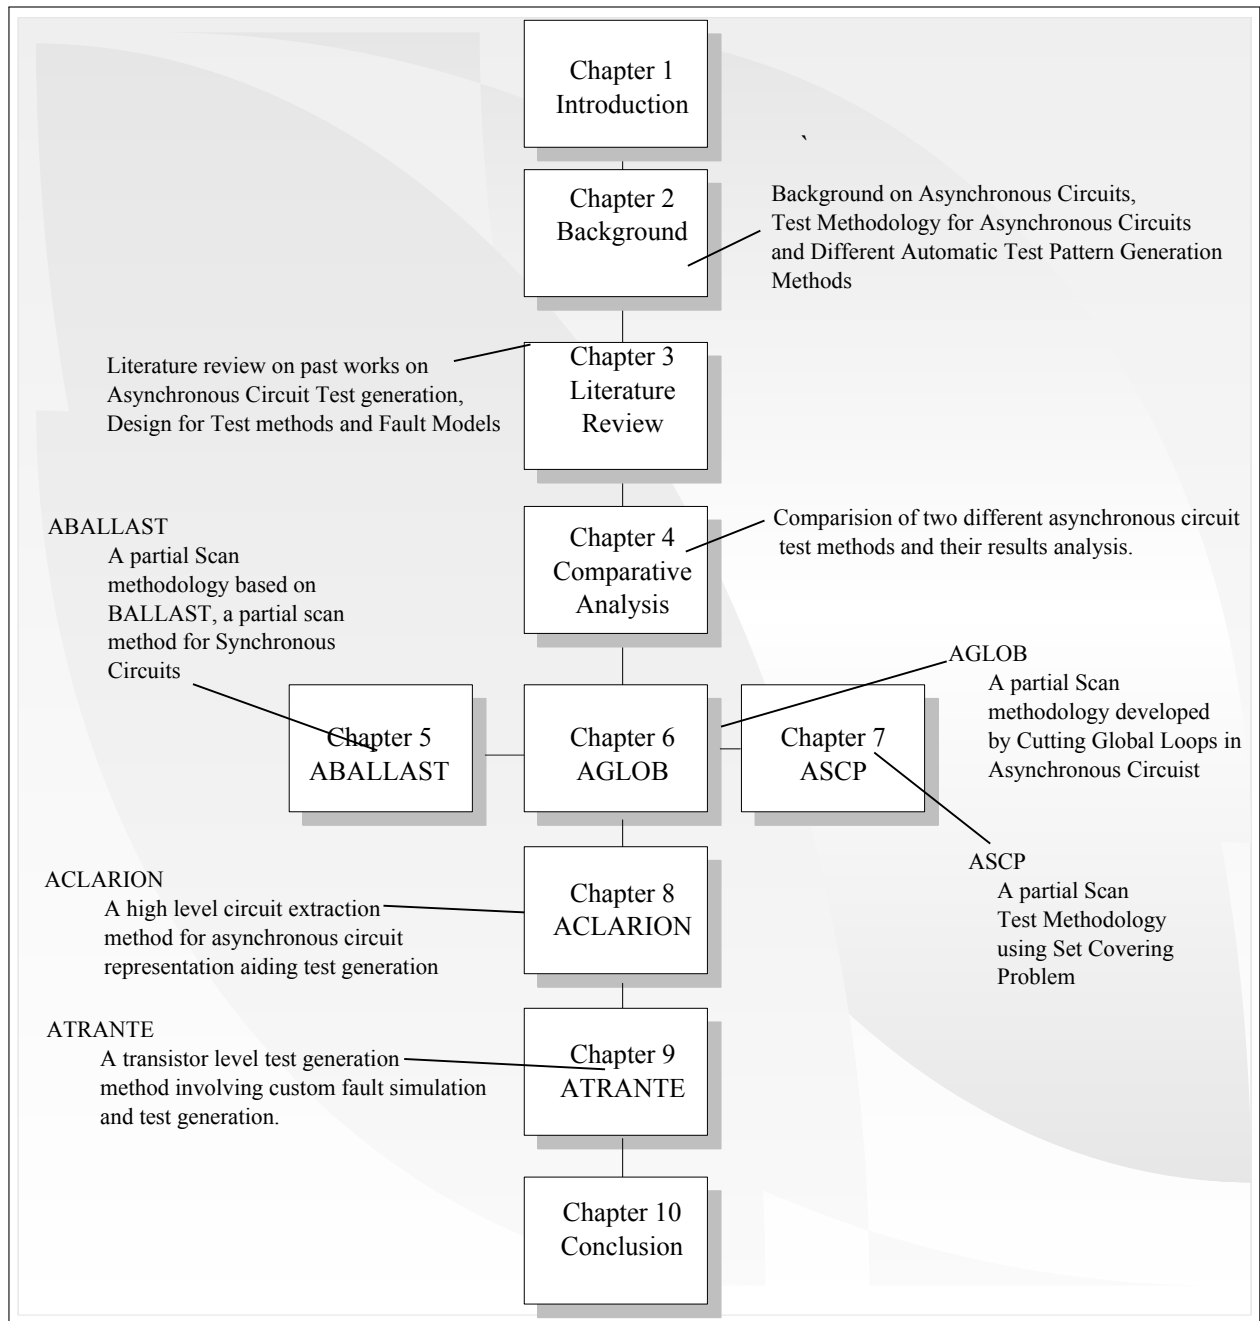 Chapter 1
Introduction
`
Chapter 2
Background
Background on Asynchronous Circuits,
Test Methodology for Asynchronous Circuits
and Different Automatic Test Pattern Generation
Methods
Literature review on past works on
Asynchronous Circuit Test generation,
Design for Test methods and Fault Models
Chapter 3
Literature
Review
ABALLAST
A partial Scan
methodology based on
BALLAST, a partial scan
method for Synchronous
Circuits
Chapter 4
Comparative
Analysis
Comparision of two different asynchronous circuit
test methods and their results analysis.
AGLOB
A partial Scan
methodology developed
by Cutting Global Loops in
Asynchronous Circuist
Chapter 5
ABALLAST
Chapter 6
AGLOB
Chapter 7
ASCP
ASCP
A partial Scan
Test Methodology
using Set Covering
Problem
ACLARION
A high level circuit extraction
method for asynchronous circuit
representation aiding test generation
Chapter 8
ACLARION
ATRANTE
A transistor level test generation
method involving custom fault simulation
and test generation.
Chapter 9
ATRANTE
Chapter 10
Conclusion